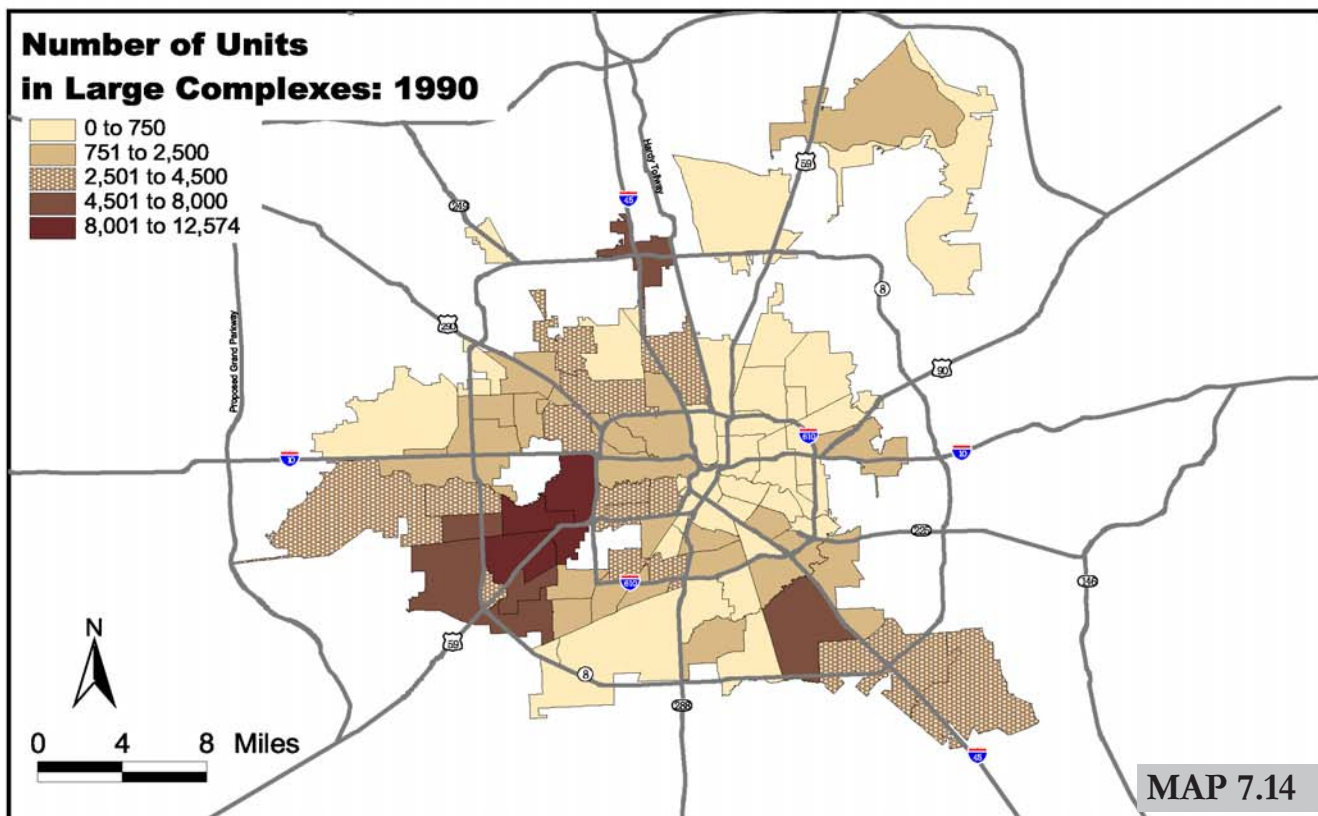 Number of Units
in Large Complexes: 1990
0 to 750
751 to 2,500
2,501 to 4,500
4,501 to 8,000
8,001 to 12,574
Hardy Tollway
59
45
249
8
290
Proposed Grand Parkway
90
610
10
10
225
146
610
N
59
8
288
45
0 4 8 Miles
MAP 7.14